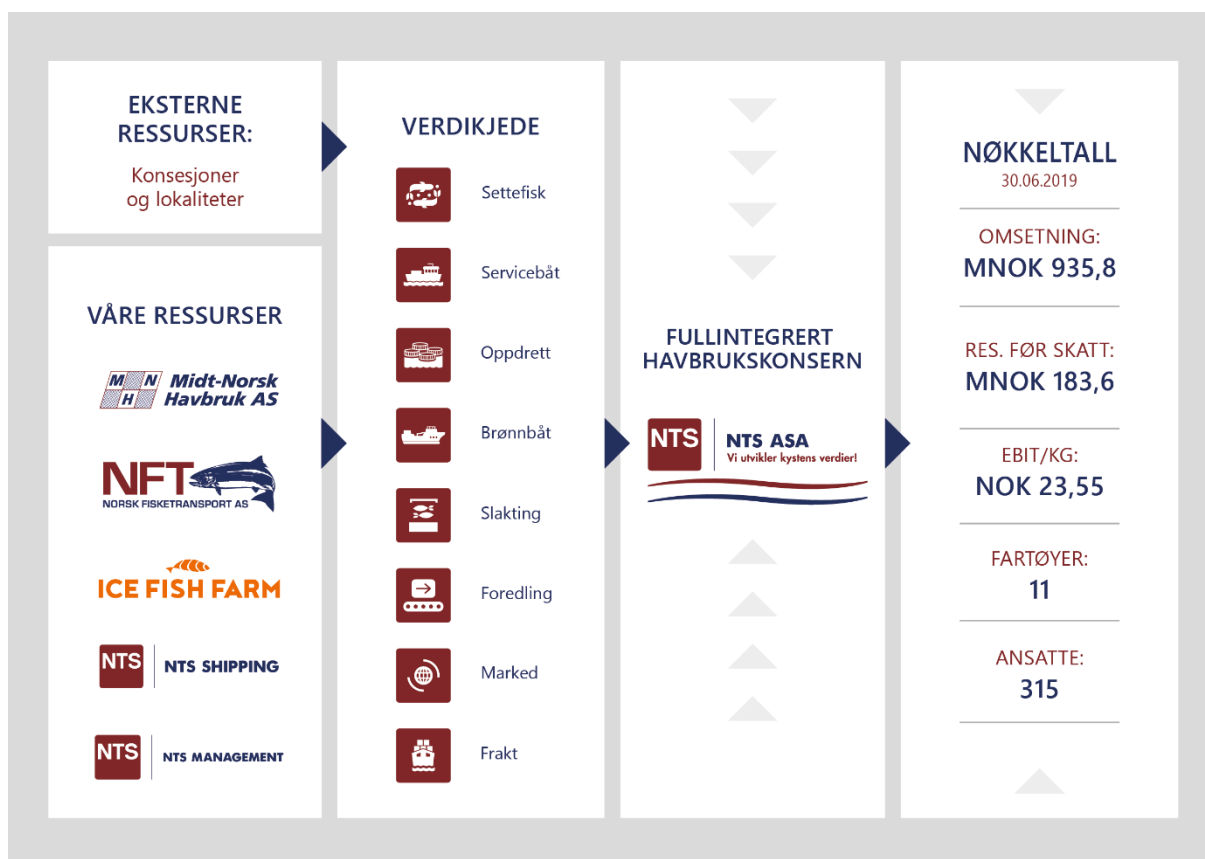 EKSTERNE
RESSURSER:
Konsesjoner
og lokaliteter
VÅRE RESSURSER
M N
H
Midt-Norsk
Havbruk AS
NFT
NORSK FISKETRANSPORT AS
ICE FISH FARM
NTS
NTS SHIPPING
NTS
NTS MANAGEMENT
VERDIKJEDE
Settefisk
Servicebåt
Oppdrett
Brønnbåt
Slakting
Foredling
Marked
Frakt
FULLINTEGRERT
HAVBRUKSKONSERN
NTS
NTS ASA
Vi utvikler kystens verdier!
NØKKELTALL
30.06.2019
OMSETNING:
MNOK 935,8
RES. FØR SKATT:
MNOK 183,6
EBIT/KG:
NOK 23,55
FARTØYER:
11
ANSATTE:
315